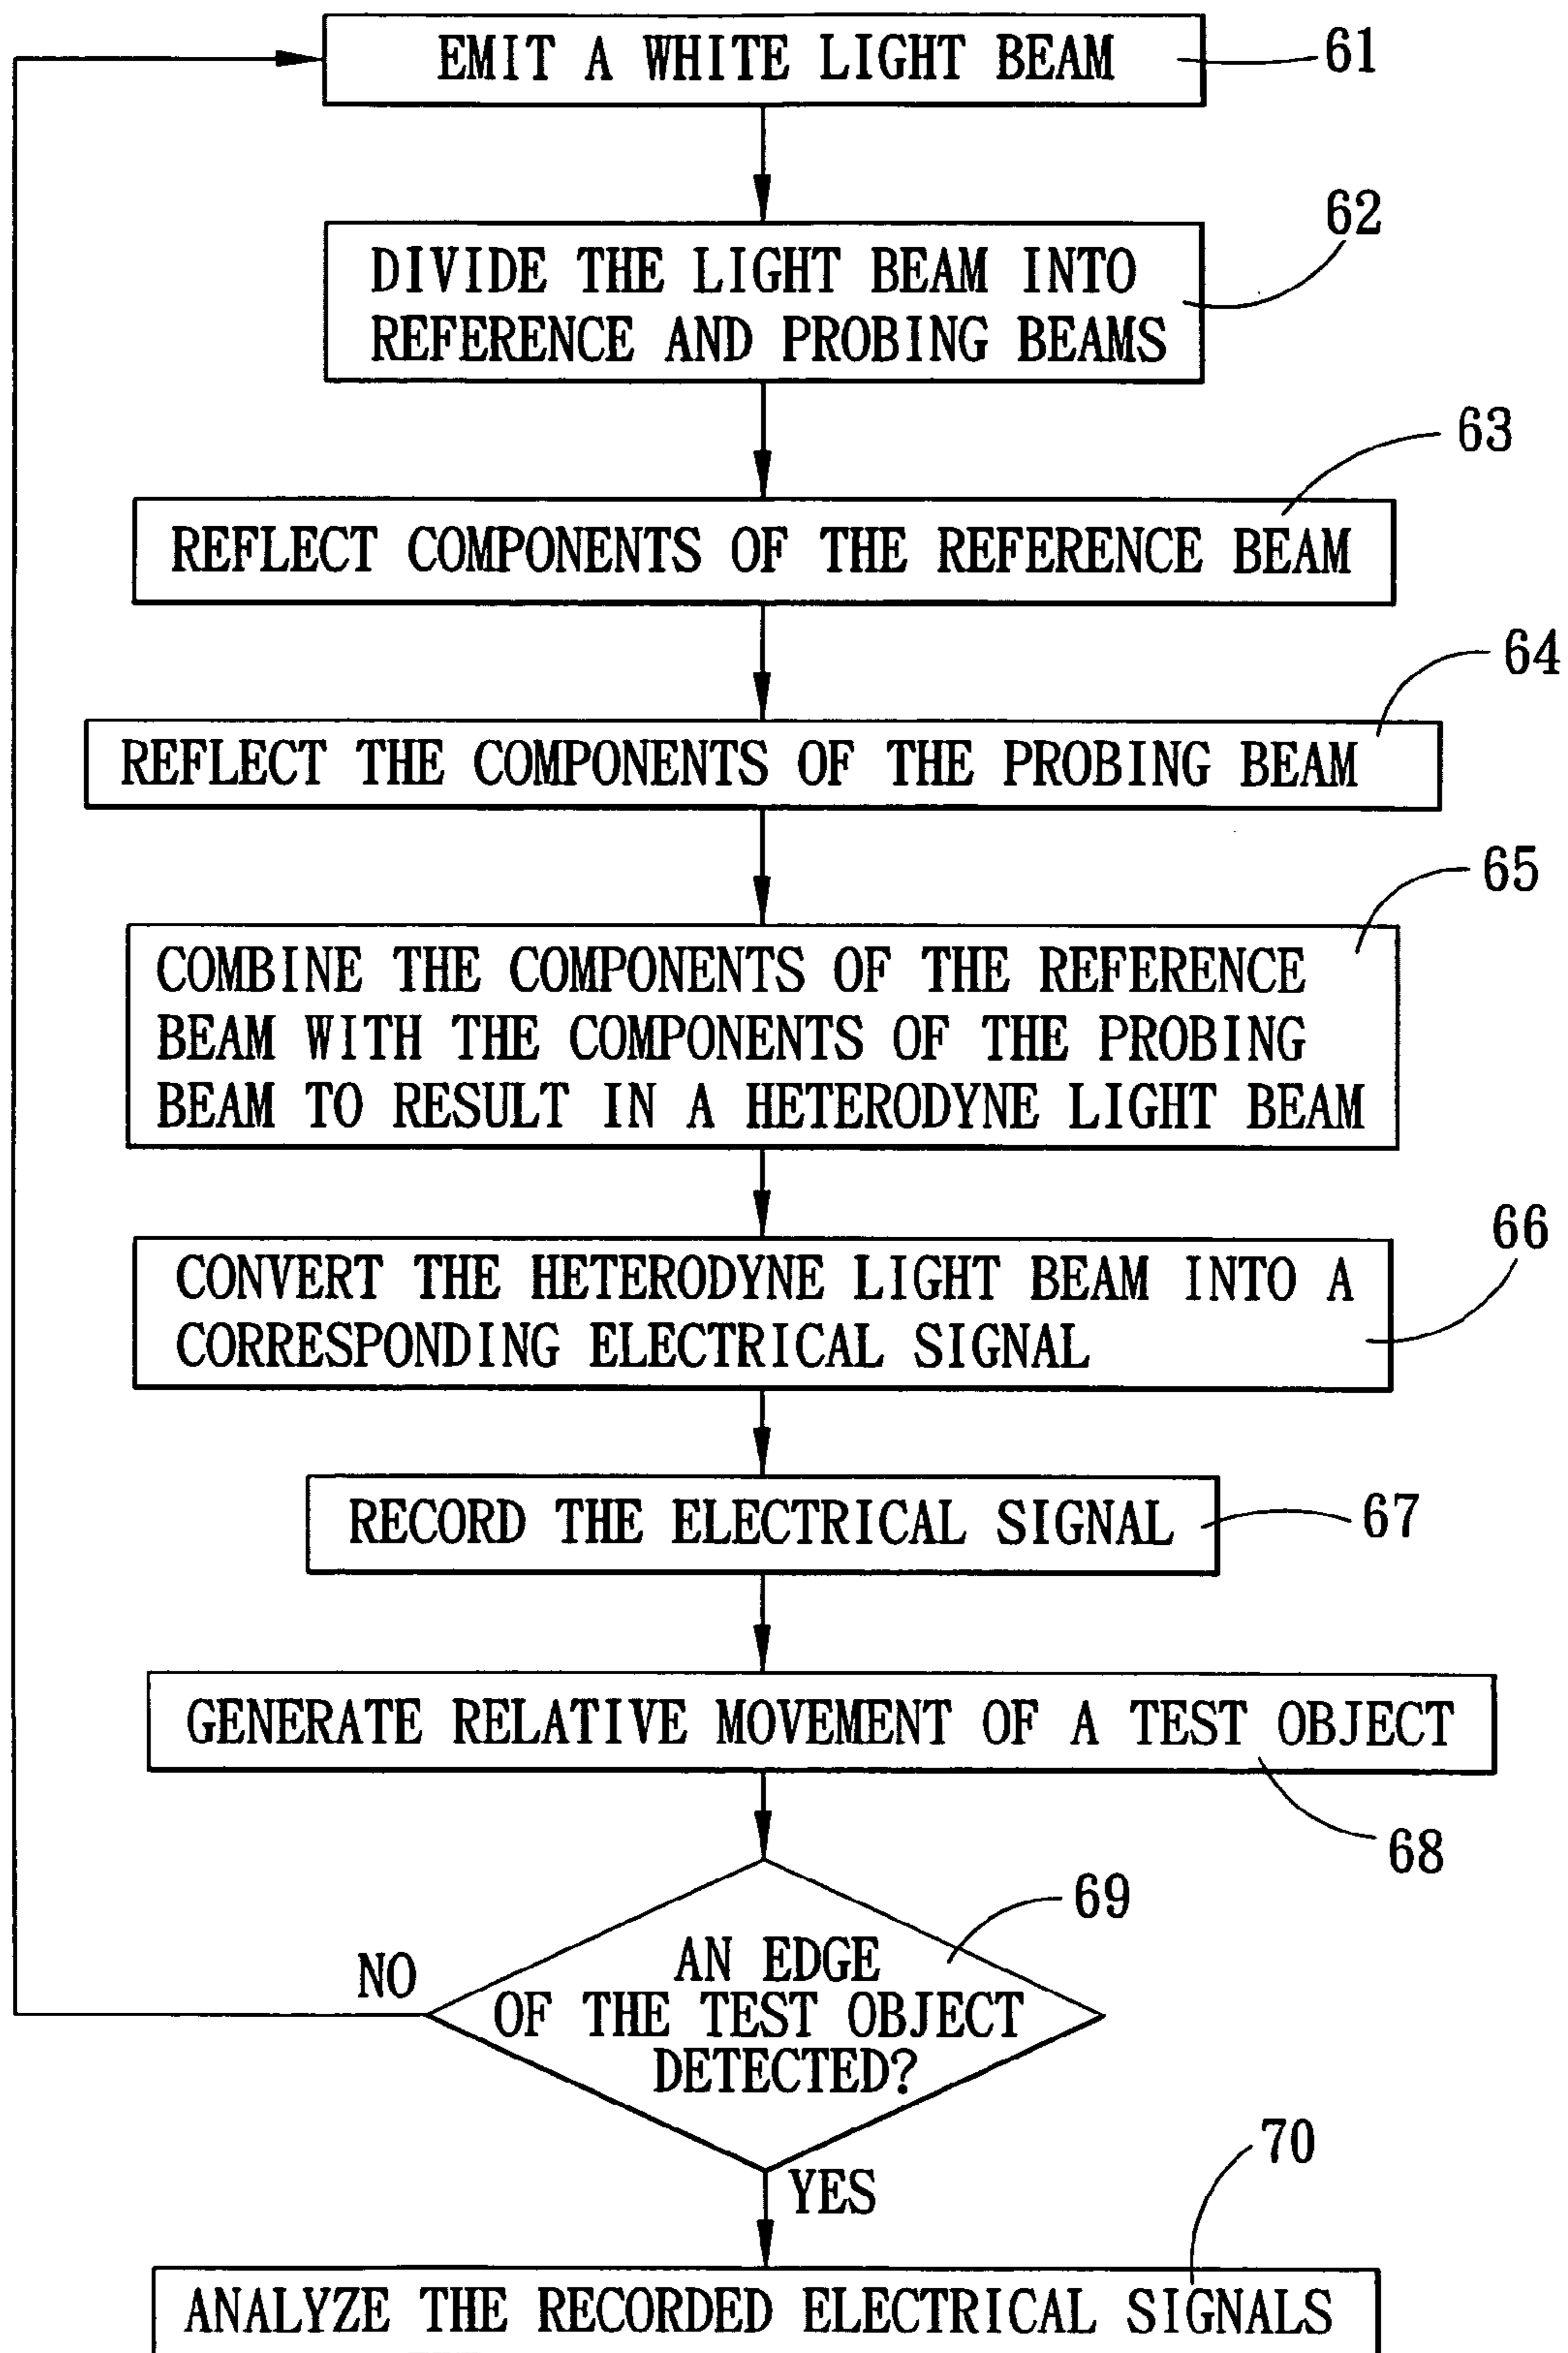 EMIT A WHITE LIGHT BEAM
61
62
DIVIDE THE LIGHT BEAM INTO
REFERENCE AND PROBING BEAMS
63
REFLECT COMPONENTS OF THE REFERENCE BEAM
64
REFLECT THE COMPONENTS OF THE PROBING BEAM
65
COMBINE THE COMPONENTS OF THE REFERENCE
BEAM WITH THE COMPONENTS OF THE PROBING
BEAM TO RESULT IN A HETERODYNE LIGHT BEAM
66
CONVERT THE HETERODYNE LIGHT BEAM INTO A
CORRESPONDING ELECTRICAL SIGNAL
RECORD THE ELECTRICAL SIGNAL
67
GENERATE RELATIVE MOVEMENT OF A TEST OBJECT
68
69
NO
AN EDGE
OF THE TEST OBJECT
DETECTED?
70
YES
ANALYZE THE RECORDED ELECTRICAL SIGNALS